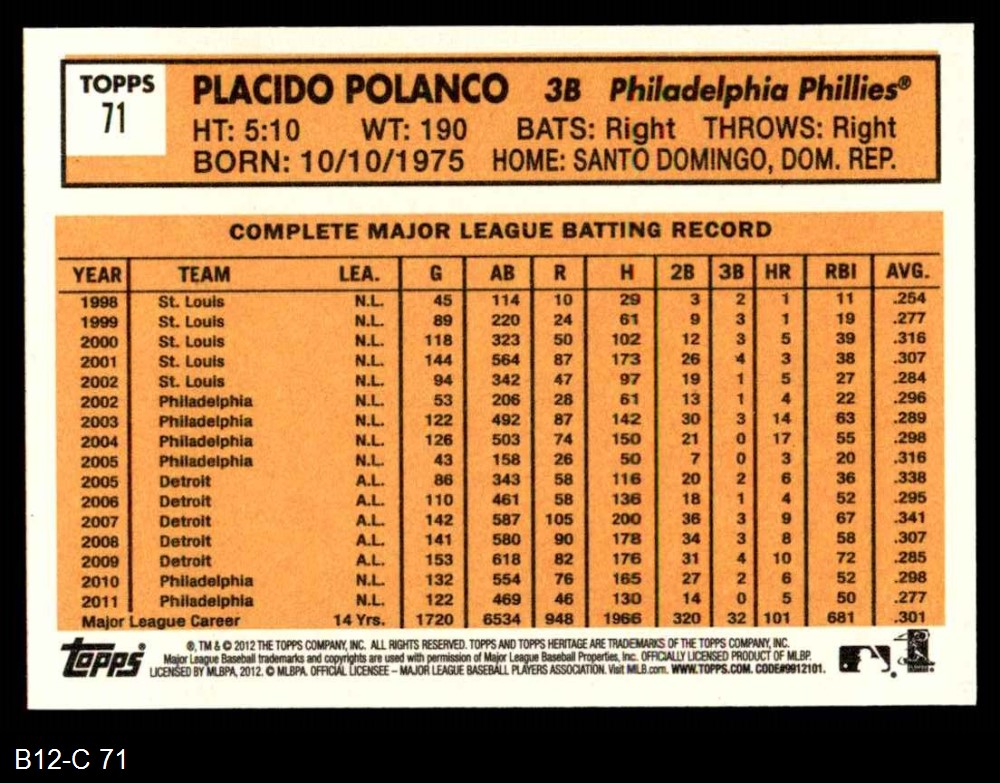 TOPPS
71
PLACIDO POLANCO 3B Philadelphia Phillies®
HT: 5:10 WT: 190 BATS: Right THROWS: Right
BORN: 10/10/1975 HOME: SANTO DOMINGO, DOM. REP.
COMPLETE MAJOR LEAGUE BATTING RECORD
YEAR TEAM LEA. G AB R H 2B 3B HR RBI AVG.
1998 St. Louis N.L. 45 114 10 29 3 2 1 11 .254
1999 St. Louis N.L. 89 220 24 61 9 3 1 19 .277
2000 St. Louis N.L. 118 323 50 102 12 3 5 39 .316
2001 St. Louis N.L. 144 564 87 173 26 4 3 38 .307
2002 St. Louis N.L. 94 342 47 97 19 1 5 27 .284
2002 Philadelphia N.L. 53 206 28 61 13 1 4 22 .296
2003 Philadelphia N.L. 122 492 87 142 30 3 14 63 .289
2004 Philadelphia N.L. 126 503 74 150 21 0 17 55 .298
2005 Philadelphia N.L. 43 158 26 50 7 0 3 20 .316
2005 Detroit A.L. 86 343 58 116 20 2 6 36 .338
2006 Detroit A.L. 110 461 58 136 18 1 4 52 .295
2007 Detroit A.L. 142 587 105 200 36 3 9 67 .341
2008 Detroit A.L. 141 580 90 178 34 3 8 58 .307
2009 Detroit A.L. 153 618 82 176 31 4 10 72 .285
2010 Philadelphia N.L. 132 554 76 165 27 2 6 52 .298
2011 Philadelphia N.L. 122 469 46 130 14 0 5 50 .277
Major League Career 14 Yrs. 1720 6534 948 1966 320 32 101 681 .301
Topps
®, TM & © 2012 THE TOPPS COMPANY, INC. ALL RIGHTS RESERVED. TOPPS AND TOPPS HERITAGE ARE TRADEMARKS OF THE TOPPS COMPANY, INC.
Major League Baseball trademarks and copyrights are used with permission of Major League Baseball Properties, Inc. OFFICIALLY LICENSED PRODUCT OF MLBP.
LICENSED BY MLBPA, 2012. © MLBPA. OFFICIAL LICENSEE – MAJOR LEAGUE BASEBALL PLAYERS ASSOCIATION. Visit MLB.com. WWW.TOPPS.COM. CODE#9912101.
B12-C 71